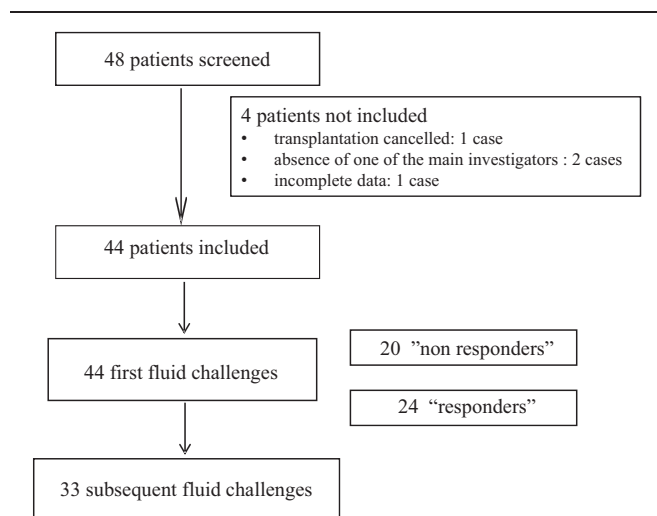 48 patients screened
4 patients not included
• transplantation cancelled: 1 case
• absence of one of the main investigators : 2 cases
• incomplete data: 1 case
44 patients included
44 first fluid challenges
20 ”non responders”
24 “responders”
33 subsequent fluid challenges